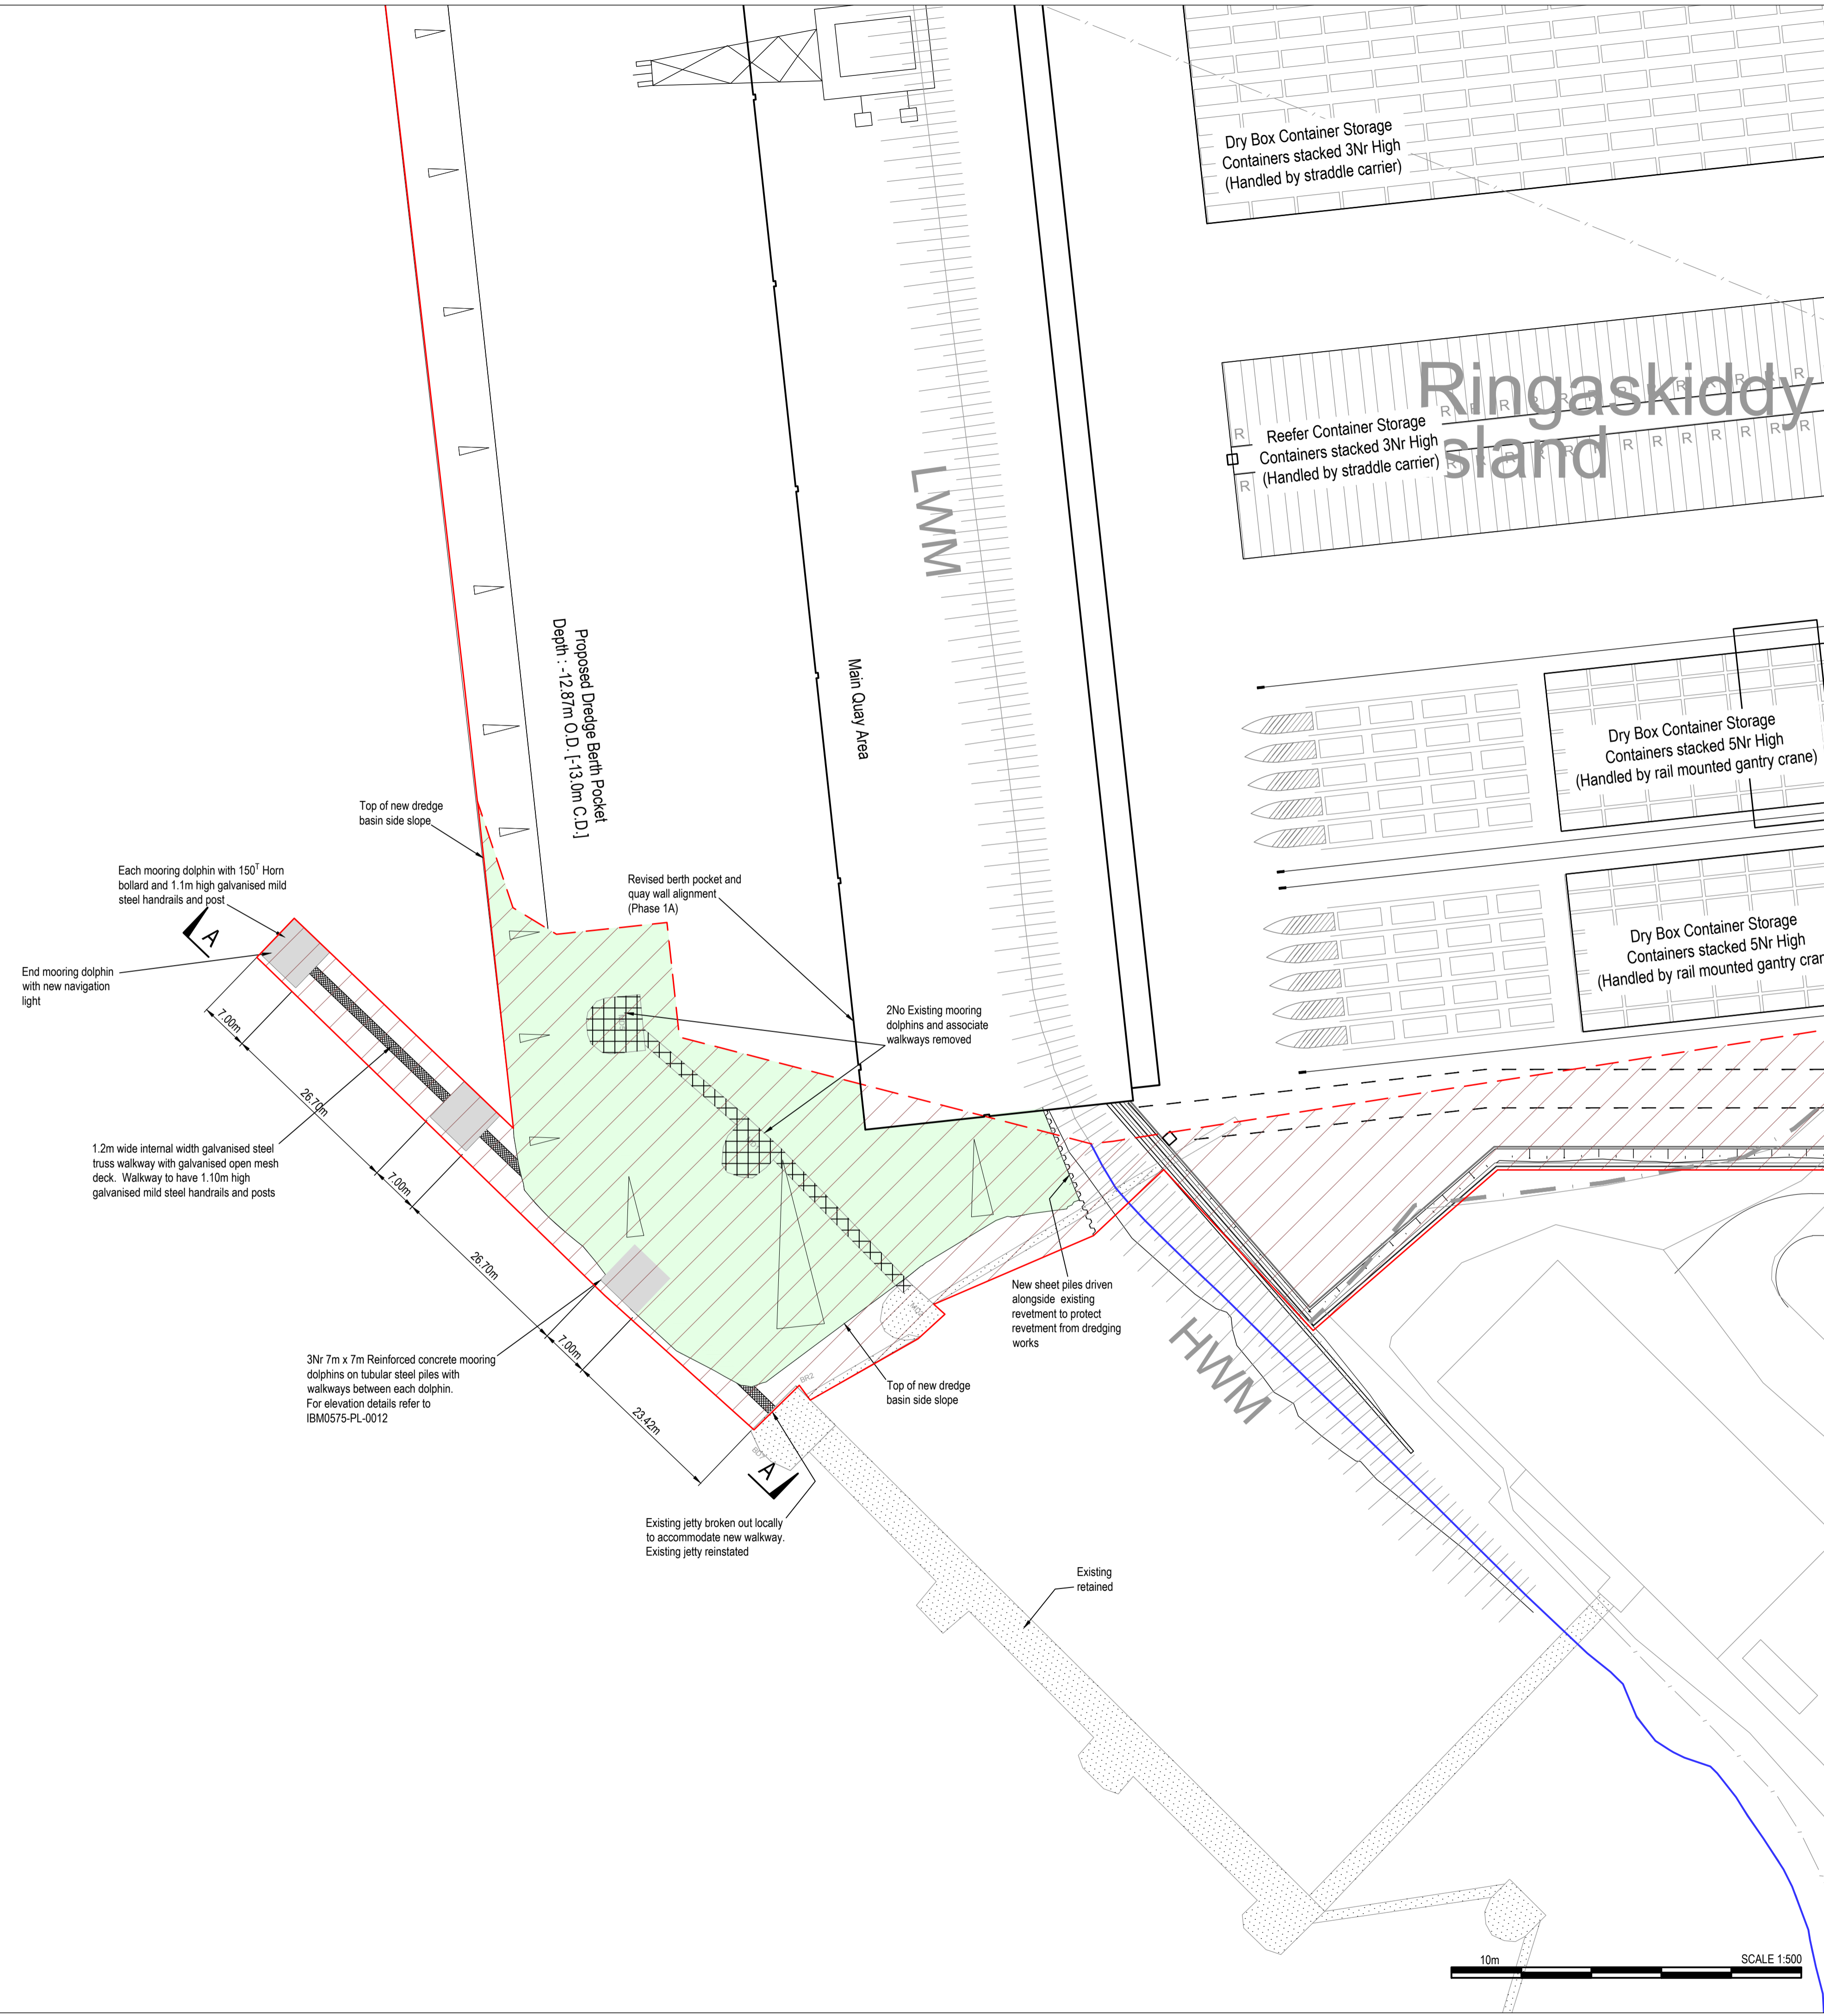 Dry Box Container Storage
Containers stacked 3Nr High
(Handled by straddle carrier)
Ringaskiddy
sland
Reefer Container Storage
Containers stacked 3Nr High
(Handled by straddle carrier)
R R R R R R R R R R R R R
R R R R R R R R R R R R R
R
R
LWM
Proposed Dredge Berth Pocket
Depth : -12.87m O.D. [-13.0m C.D.]
Main Quay Area
Dry Box Container Storage
Containers stacked 5Nr High
(Handled by rail mounted gantry crane)
Dry Box Container Storage
Containers stacked 5Nr High
(Handled by rail mounted gantry cran
Top of new dredge
basin side slope
Each mooring dolphin with 150T Horn
bollard and 1.1m high galvanised mild
steel handrails and post
A
Revised berth pocket and
quay wall alignment
(Phase 1A)
End mooring dolphin
with new navigation
light
2No Existing mooring
dolphins and associate
walkways removed
7.00m
26.70m
7.00m
26.70m
7.00m
23.42m
1.2m wide internal width galvanised steel
truss walkway with galvanised open mesh
deck. Walkway to have 1.10m high
galvanised mild steel handrails and posts
New sheet piles driven
alongside existing
revetment to protect
revetment from dredging
works
HWM
3Nr 7m x 7m Reinforced concrete mooring
dolphins on tubular steel piles with
walkways between each dolphin.
For elevation details refer to
IBM0575-PL-0012
BR2
Top of new dredge
basin side slope
A
Existing jetty broken out locally
to accommodate new walkway.
Existing jetty reinstated
Existing
retained
10m
SCALE 1:500